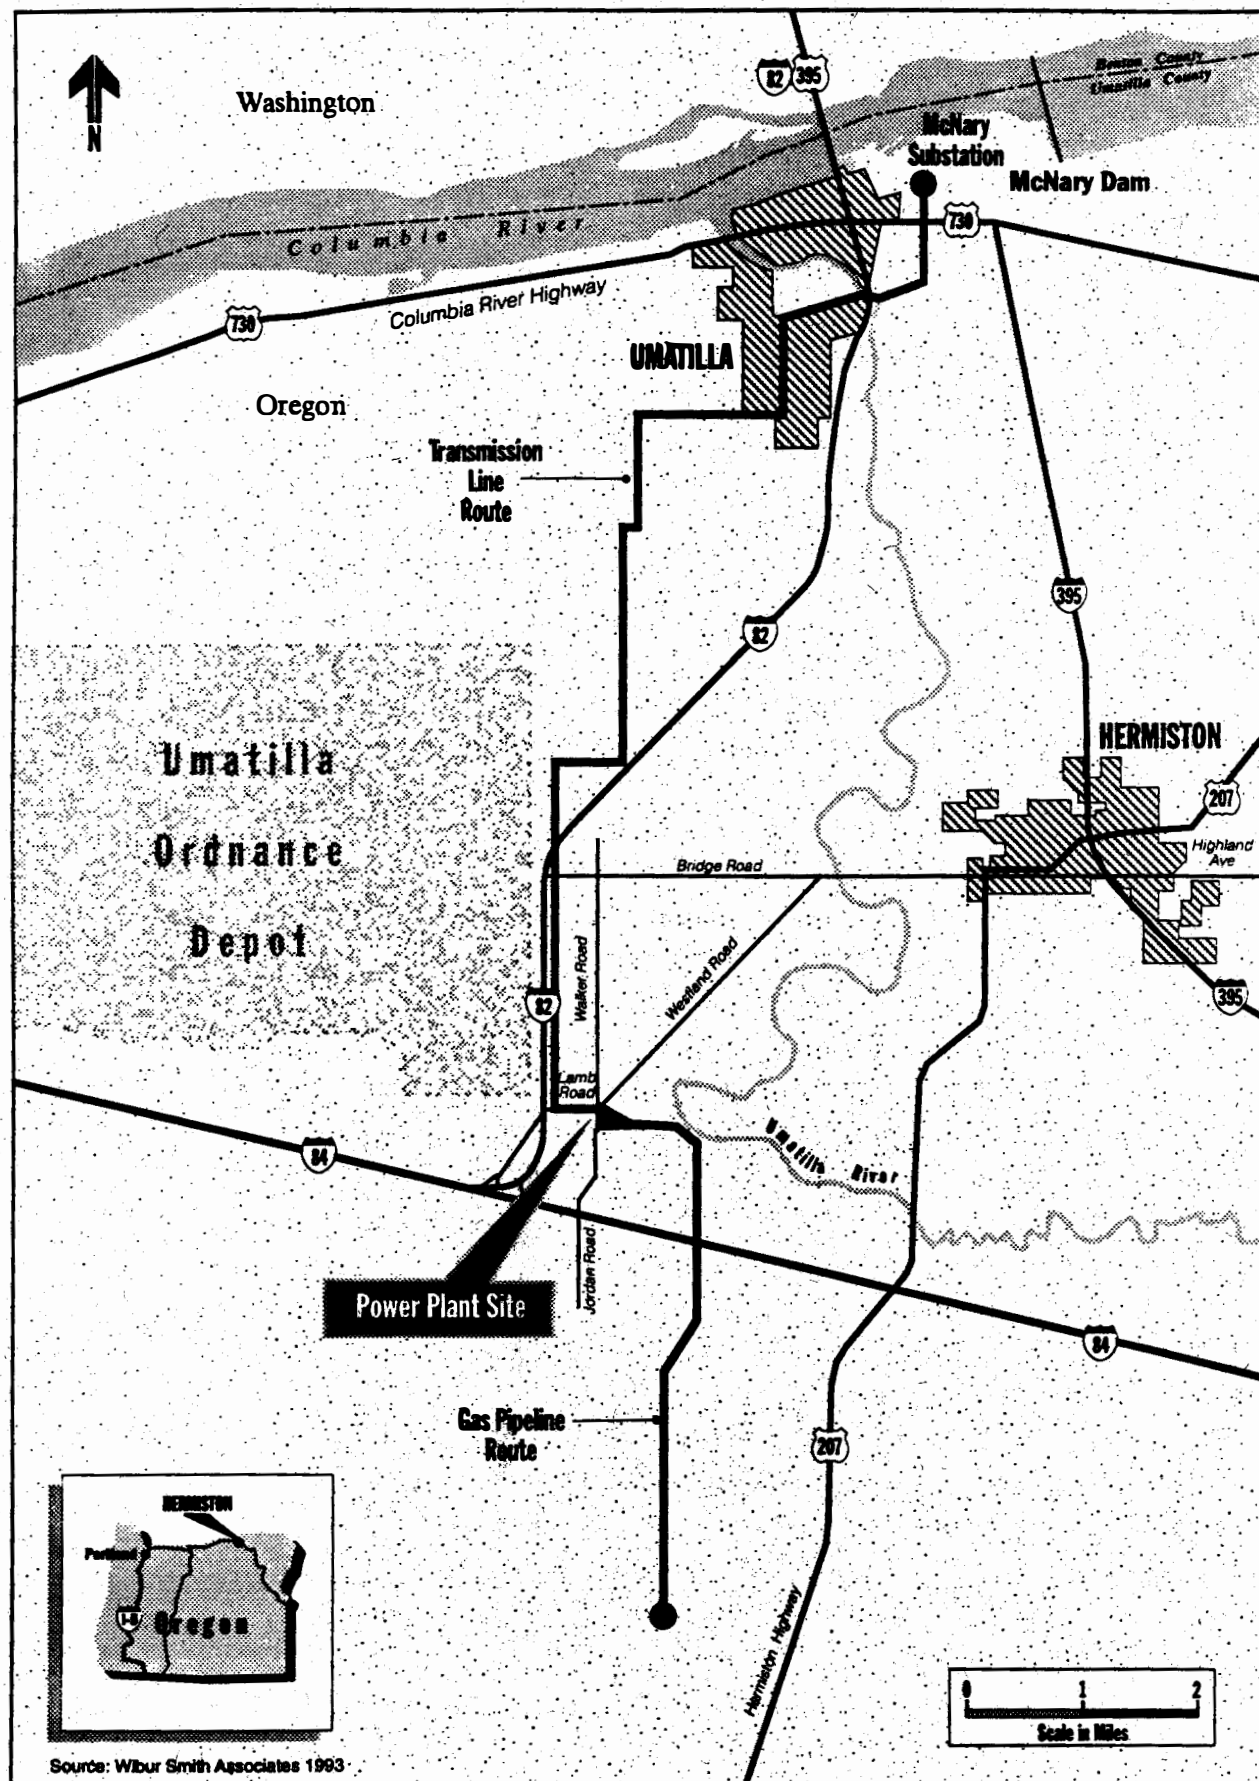 N
Washington
82
395
Benton County
Umatilla County
McNary
Substation
McNary Dam
730
Columbia River
730
Columbia River Highway
UMATILLA
Oregon
Transmission
Line
Route
395
82
Umatilla
Ordnance
Depot
HERMISTON
207
Highland
Ave
Bridge Road
Walker Road
Westland Road
82
395
Lamb
Road
Umatilla River
84
Jordan Road
Power Plant Site
84
Gas Pipeline
Route
207
Hermiston Highway
HERMISTON
Portland
I-5
Oregon
0 1 2
Scale in Miles
Source: Wilbur Smith Associates 1993